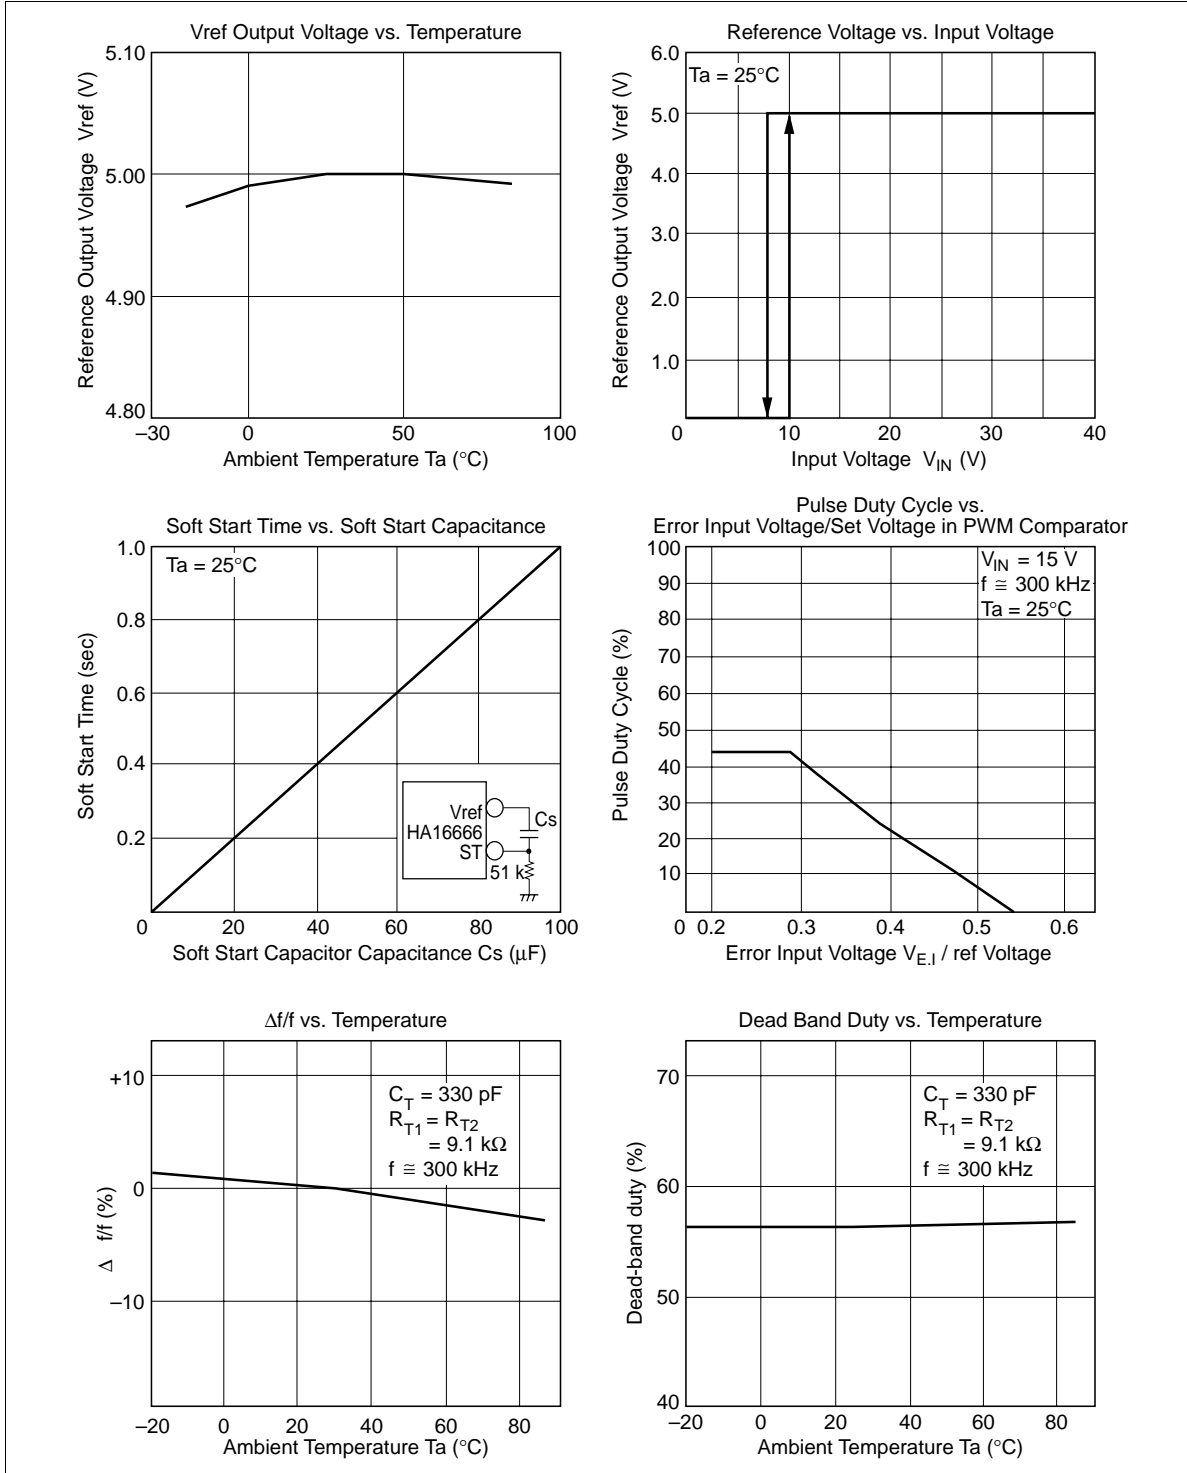 Vref Output Voltage vs. Temperature
5.10
5.00
4.90
4.80
Reference Output Voltage Vref (V)
–30 0 50 100
Ambient Temperature Ta (°C)
Reference Voltage vs. Input Voltage
Ta = 25°C
6.0
5.0
4.0
3.0
2.0
1.0
Reference Output Voltage Vref (V)
0 10 20 30 40
Input Voltage VIN (V)
Soft Start Time vs. Soft Start Capacitance
Ta = 25°C
1.0
0.8
0.6
0.4
0.2
Soft Start Time (sec)
Vref
HA16666
ST
Cs
51 k
0 20 40 60 80 100
Soft Start Capacitor Capacitance Cs (μF)
Pulse Duty Cycle vs.
Error Input Voltage/Set Voltage in PWM Comparator
VIN = 15 V
f ≅ 300 kHz
Ta = 25°C
100
90
80
70
60
50
40
30
20
10
Pulse Duty Cycle (%)
0 0.2 0.3 0.4 0.5 0.6
Error Input Voltage VE.I / ref Voltage
Δf/f vs. Temperature
+10
0
–10
Δ f/f (%)
CT = 330 pF
RT1 = RT2
= 9.1 kΩ
f ≅ 300 kHz
–20 0 20 40 60 80
Ambient Temperature Ta (°C)
Dead Band Duty vs. Temperature
70
60
50
40
Dead-band duty (%)
CT = 330 pF
RT1 = RT2
= 9.1 kΩ
f ≅ 300 kHz
–20 0 20 40 60 80
Ambient Temperature Ta (°C)